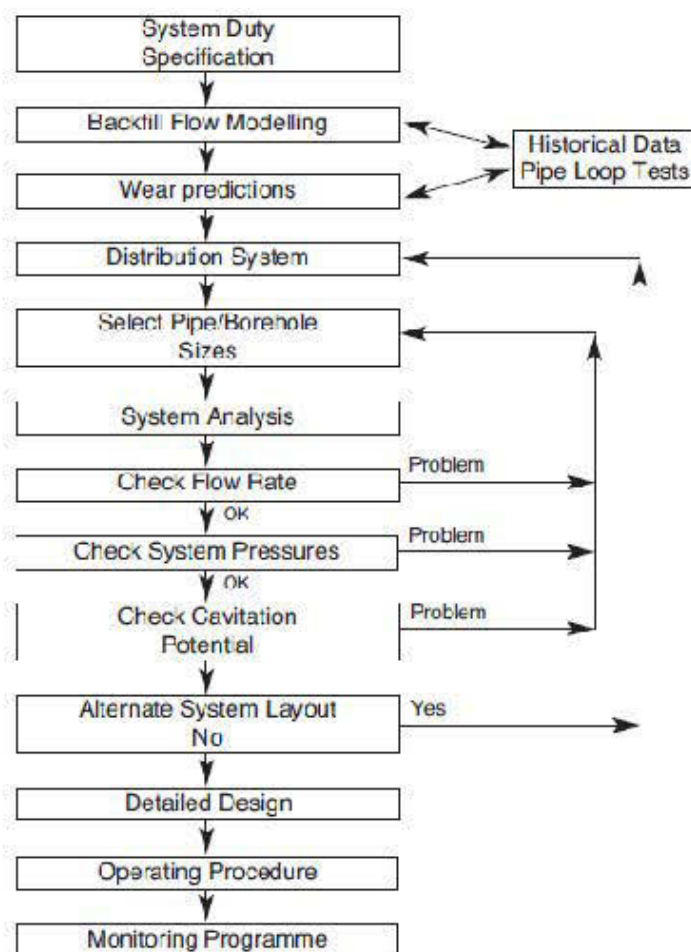 System Duty
Specification
Backfill Flow Modelling
Historical Data
Pipe Loop Tests
Wear predictions
Distribution System
Select Pipe/Borehole
Sizes
System Analysis
Check Flow Rate
Problem
OK
Check System Pressures
Problem
OK
Check Cavitation
Potential
Problem
Alternate System Layout
No
Yes
Detailed Design
Operating Procedure
Monitoring Programme